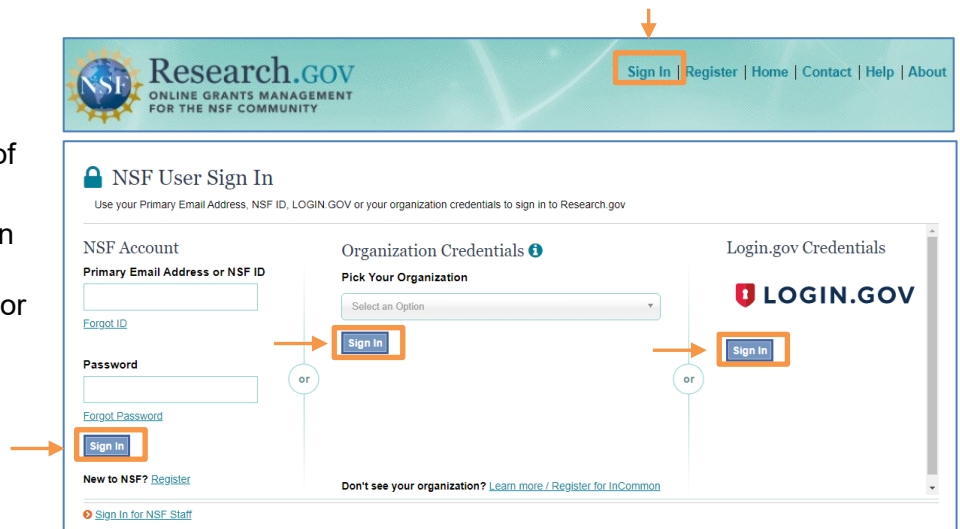 Research.GOV
ONLINE GRANTS MANAGEMENT
FOR THE NSF COMMUNITY
NSF
Sign In | Register | Home | Contact | Help | About
of
n
or
NSF User Sign In
Use your Primary Email Address, NSF ID, LOGIN.GOV or your organization credentials to sign in to Research.gov
NSF Account
Primary Email Address or NSF ID
Forgot ID
Password
Forgot Password
Sign In
New to NSF? Register
or
Organization Credentials
Pick Your Organization
Select an Option
Sign In
Don't see your organization? Learn more / Register for InCommon
or
Login.gov Credentials
LOGIN.GOV
Sign In
Sign In for NSF Staff